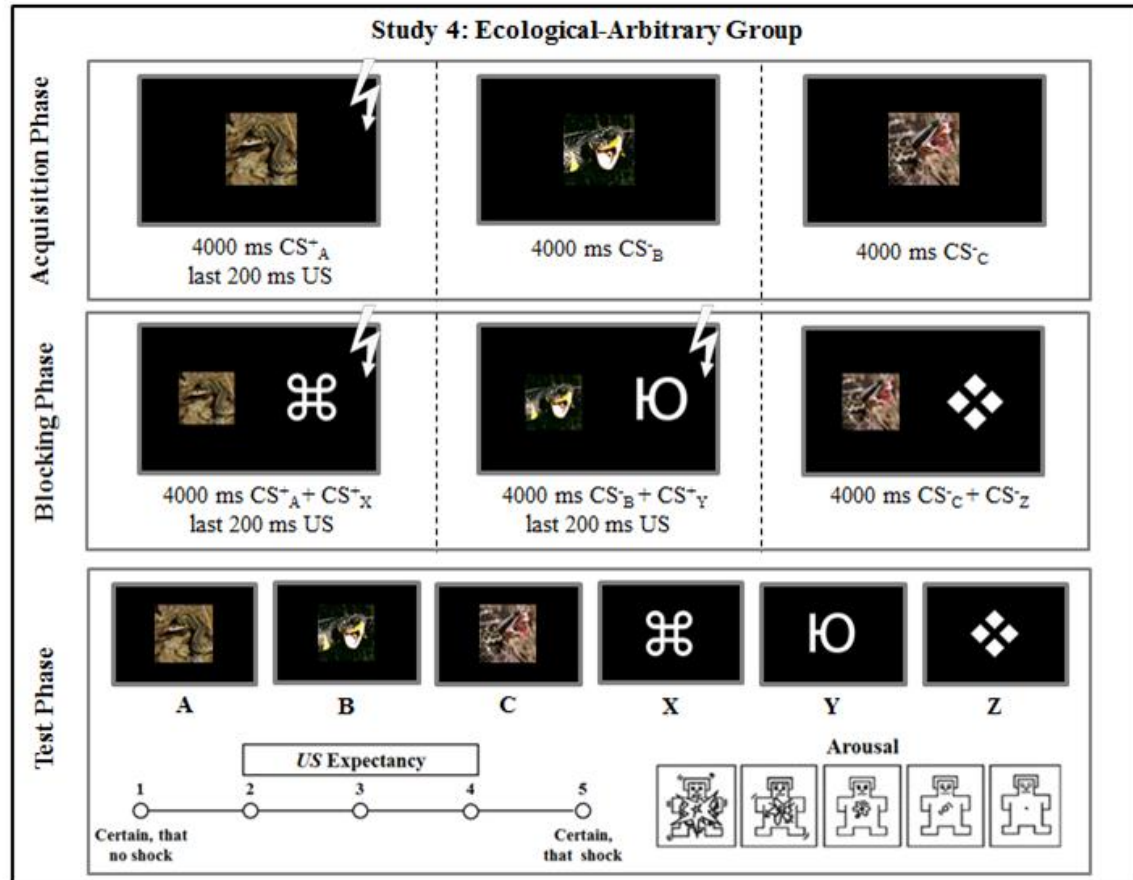 Study 4: Ecological-Arbitrary Group
Acquisition Phase
4000 ms CS⁺A
last 200 ms US
4000 ms CS⁻B
4000 ms CS⁻C
Blocking Phase
⌘
Ю
❖
4000 ms CS⁺A + CS⁺X
last 200 ms US
4000 ms CS⁻B + CS⁺Y
last 200 ms US
4000 ms CS⁻C + CS⁻Z
Test Phase
⌘
Ю
❖
A B C X Y Z
US Expectancy
1 2 3 4 5
Certain, that
no shock
Certain,
that shock
Arousal